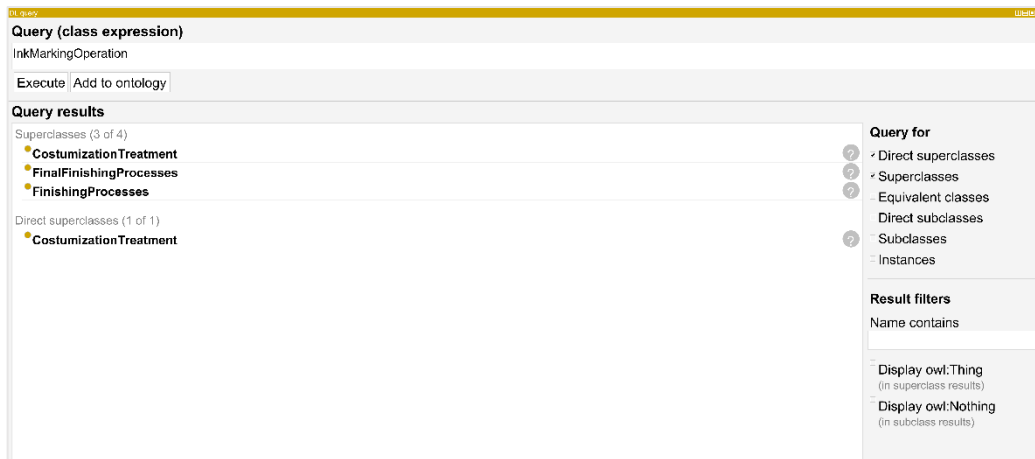 DL query
Query (class expression)
InkMarkingOperation
Execute Add to ontology
Query results
Superclasses (3 of 4)
CostumizationTreatment ?
FinalFinishingProcesses ?
FinishingProcesses ?
Direct superclasses (1 of 1)
CostumizationTreatment ?
Query for
Direct superclasses
Superclasses
Equivalent classes
Direct subclasses
Subclasses
Instances
Result filters
Name contains
Display owl:Thing
(in superclass results)
Display owl:Nothing
(in subclass results)